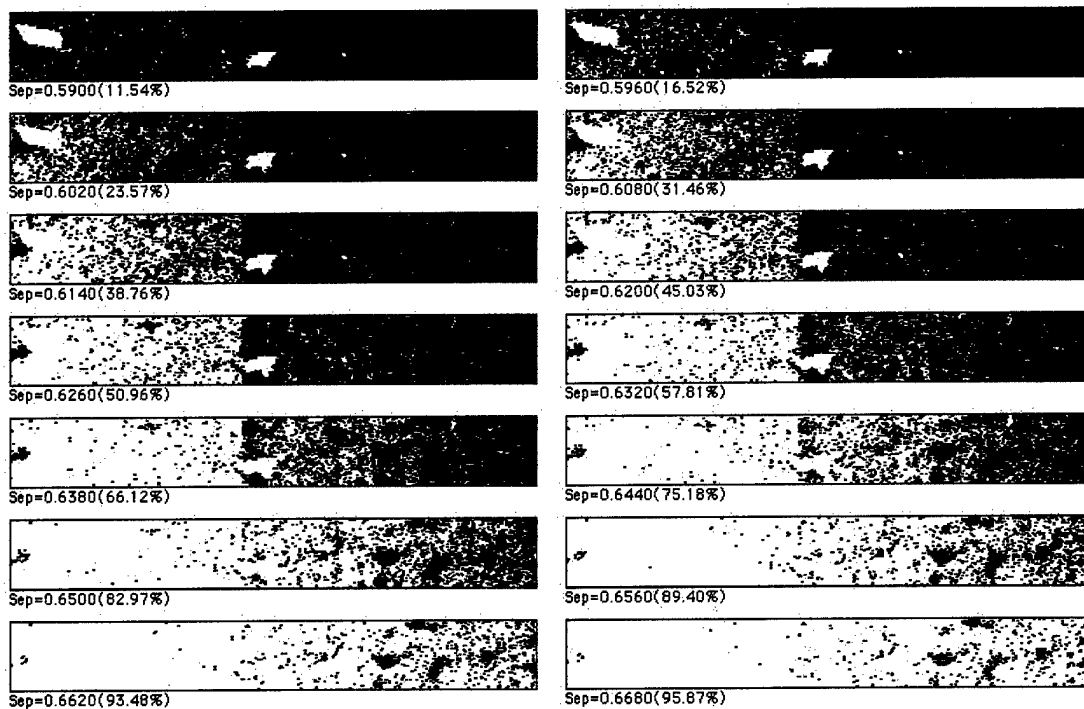 Sep=0.5900(11.54%)
Sep=0.5960(16.52%)
Sep=0.6020(23.57%)
Sep=0.6080(31.46%)
Sep=0.6140(38.76%)
Sep=0.6200(45.03%)
Sep=0.6260(50.96%)
Sep=0.6320(57.81%)
Sep=0.6380(66.12%)
Sep=0.6440(75.18%)
Sep=0.6500(82.97%)
Sep=0.6560(89.40%)
Sep=0.6620(93.48%)
Sep=0.6680(95.87%)